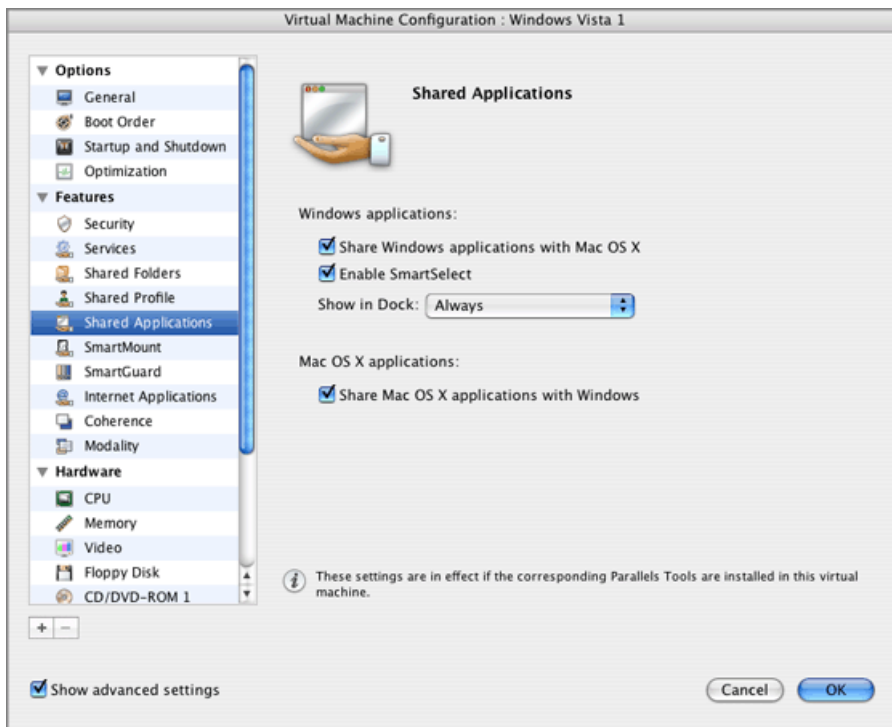 Virtual Machine Configuration : Windows Vista 1
Options
General
Boot Order
Startup and Shutdown
Optimization
Features
Security
Services
Shared Folders
Shared Profile
Shared Applications
SmartMount
SmartGuard
Internet Applications
Coherence
Modality
Hardware
CPU
Memory
Video
Floppy Disk
CD/DVD-ROM 1
Shared Applications
Windows applications:
Share Windows applications with Mac OS X
Enable SmartSelect
Show in Dock: Always
Mac OS X applications:
Share Mac OS X applications with Windows
These settings are in effect if the corresponding Parallels Tools are installed in this virtual
machine.
Show advanced settings
Cancel OK